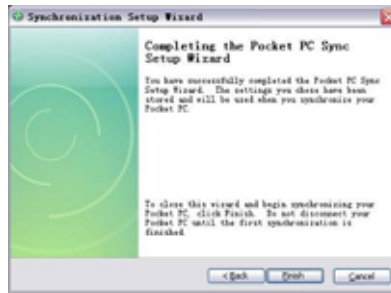 Synchronization Setup Wizard
Completing the Pocket PC Sync
Setup Wizard
You have successfully completed the Pocket PC Sync
Setup Wizard. The settings you chose have been
stored and will be used when you synchronize your
Pocket PC.
To close this wizard and begin synchronizing your
Pocket PC, click Finish. Do not disconnect your
Pocket PC until the first synchronization is
finished.
< Back
Finish
Cancel